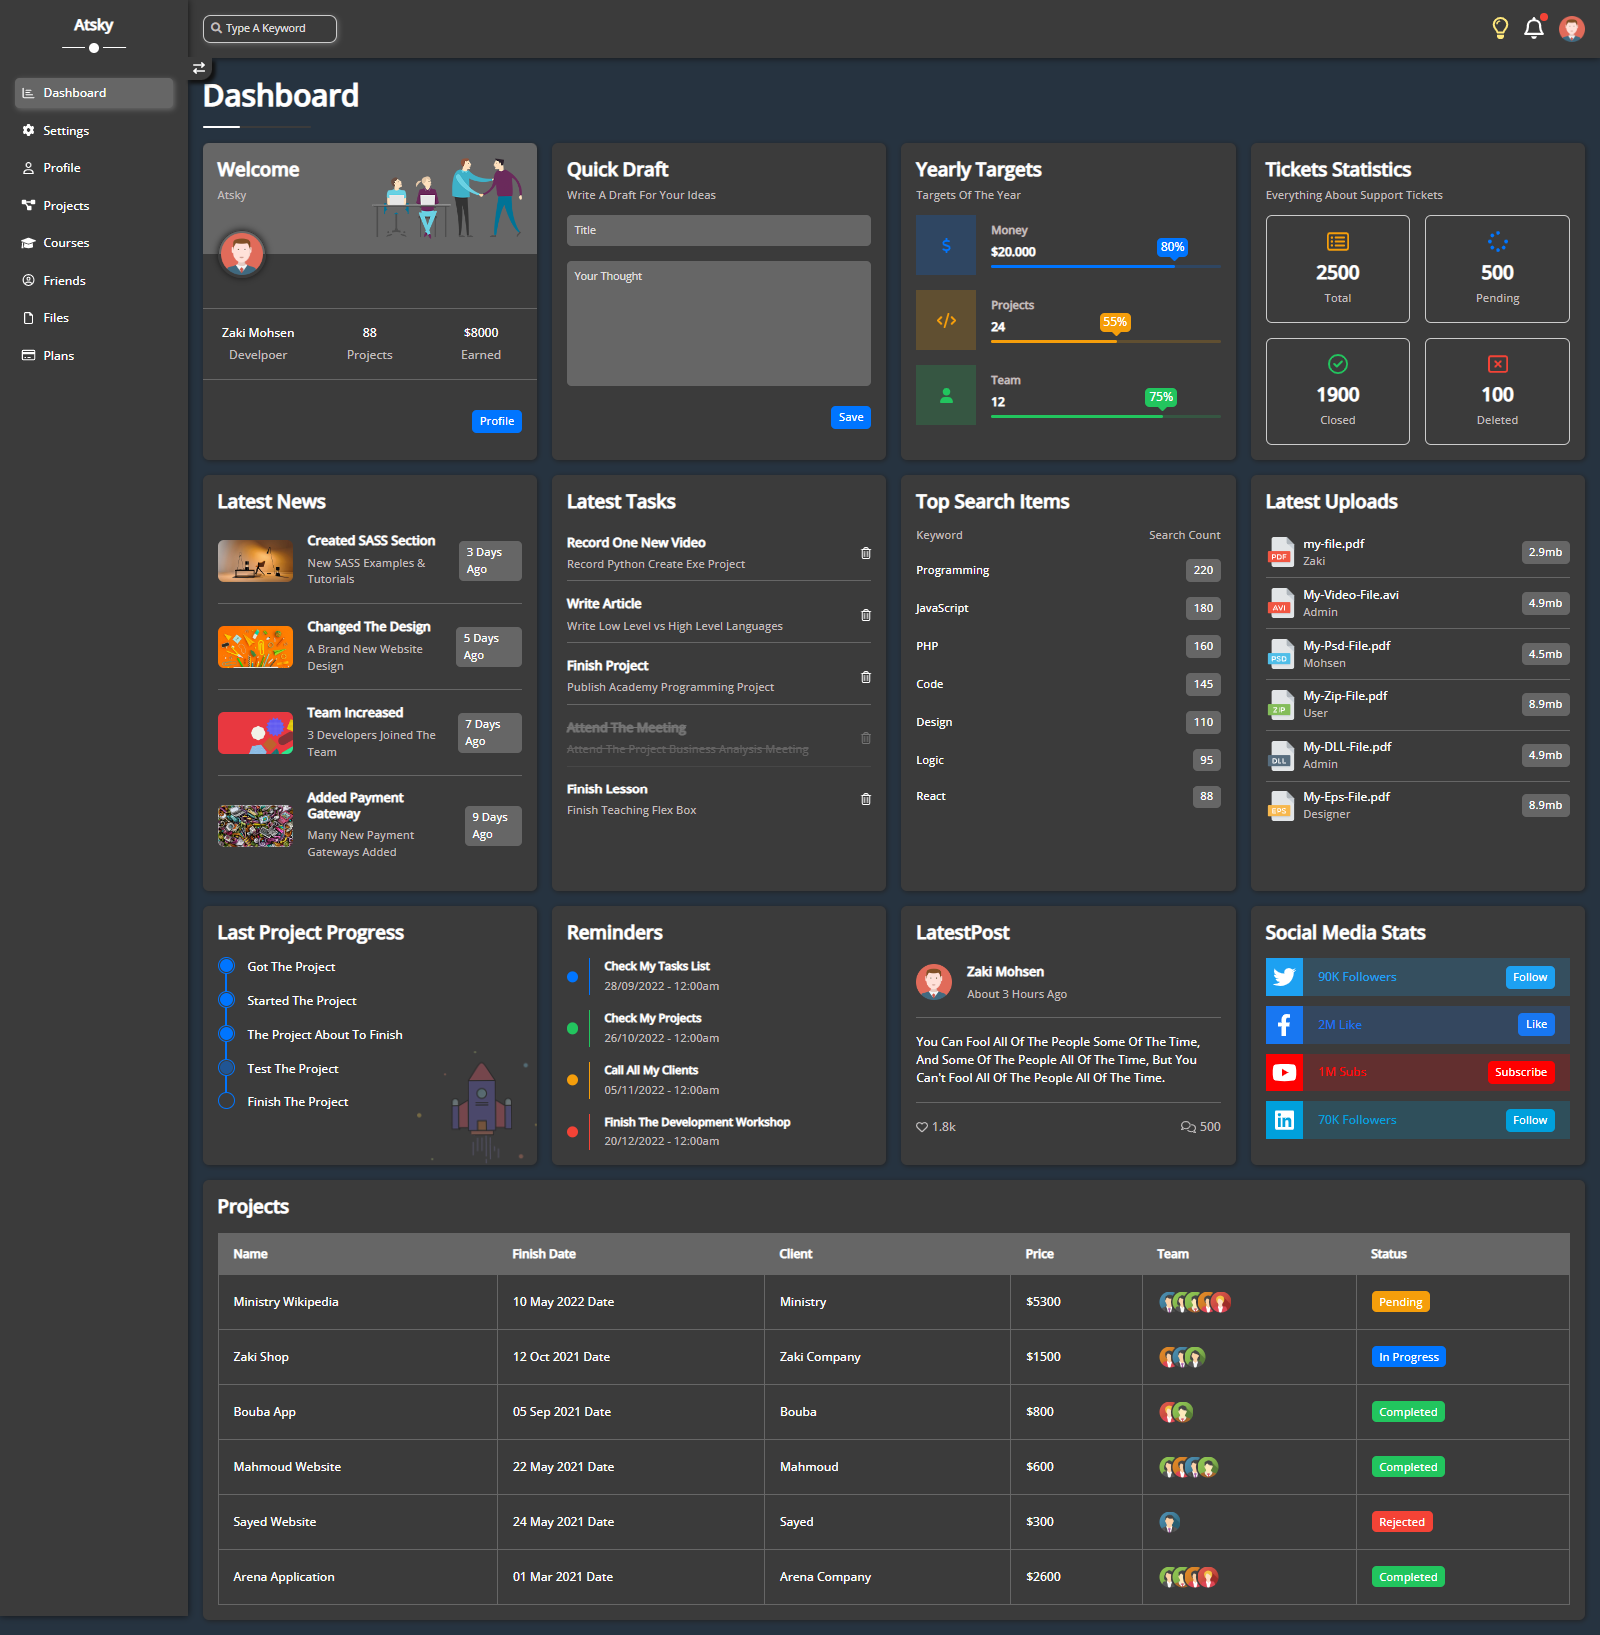 Atsky
Type A Keyword
Dashboard
Settings
Profile
Projects
Courses
Friends
Files
Plans
Dashboard
Welcome
Atsky
Zaki Mohsen
Develpoer
88
Projects
$8000
Earned
Profile
Quick Draft
Write A Draft For Your Ideas
Title
Your Thought
Save
Yearly Targets
Targets Of The Year
Money
$20.000
80%
Projects
24
55%
Team
12
75%
Tickets Statistics
Everything About Support Tickets
2500
Total
500
Pending
1900
Closed
100
Deleted
Latest News
Created SASS Section
New SASS Examples &
Tutorials
3 Days
Ago
Changed The Design
A Brand New Website
Design
5 Days
Ago
Team Increased
3 Developers Joined The
Team
7 Days
Ago
Added Payment
Gateway
Many New Payment
Gateways Added
9 Days
Ago
Latest Tasks
Record One New Video
Record Python Create Exe Project
Write Article
Write Low Level vs High Level Languages
Finish Project
Publish Academy Programming Project
Attend The Meeting
Attend The Project Business Analysis Meeting
Finish Lesson
Finish Teaching Flex Box
Top Search Items
Keyword Search Count
Programming 220
JavaScript 180
PHP 160
Code 145
Design 110
Logic 95
React 88
Latest Uploads
PDF
my-file.pdf
Zaki
2.9mb
AVI
My-Video-File.avi
Admin
4.9mb
PSD
My-Psd-File.pdf
Mohsen
4.5mb
ZIP
My-Zip-File.pdf
User
8.9mb
DLL
My-DLL-File.pdf
Admin
4.9mb
EPS
My-Eps-File.pdf
Designer
8.9mb
Last Project Progress
Got The Project
Started The Project
The Project About To Finish
Test The Project
Finish The Project
Reminders
Check My Tasks List
28/09/2022 - 12:00am
Check My Projects
26/10/2022 - 12:00am
Call All My Clients
05/11/2022 - 12:00am
Finish The Development Workshop
20/12/2022 - 12:00am
LatestPost
Zaki Mohsen
About 3 Hours Ago
You Can Fool All Of The People Some Of The Time,
And Some Of The People All Of The Time, But You
Can't Fool All Of The People All Of The Time.
1.8k 500
Social Media Stats
90K Followers Follow
2M Like Like
1M Subs Subscribe
70K Followers Follow
Projects
Name Finish Date Client Price Team Status
Ministry Wikipedia 10 May 2022 Date Ministry $5300 Pending
Zaki Shop 12 Oct 2021 Date Zaki Company $1500 In Progress
Bouba App 05 Sep 2021 Date Bouba $800 Completed
Mahmoud Website 22 May 2021 Date Mahmoud $600 Completed
Sayed Website 24 May 2021 Date Sayed $300 Rejected
Arena Application 01 Mar 2021 Date Arena Company $2600 Completed